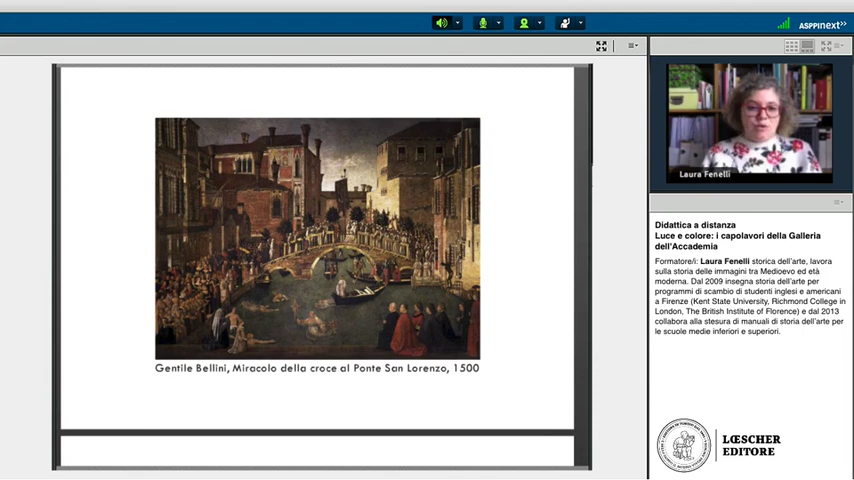 ASPPInext>>
Laura Fenelli
Gentile Bellini, Miracolo della croce al Ponte San Lorenzo, 1500
Didattica a distanza
Luce e colore: i capolavori della Galleria
dell'Accademia
Formatore/i: Laura Fenelli storica dell'arte, lavora
sulla storia delle immagini tra Medioevo ed età
moderna. Dal 2009 insegna storia dell'arte per
programmi di scambio di studenti inglesi e americani
a Firenze (Kent State University, Richmond College in
London, The British Institute of Florence) e dal 2013
collabora alla stesura di manuali di storia dell'arte per
le scuole medie inferiori e superiori.
LŒSCHER
EDITORE